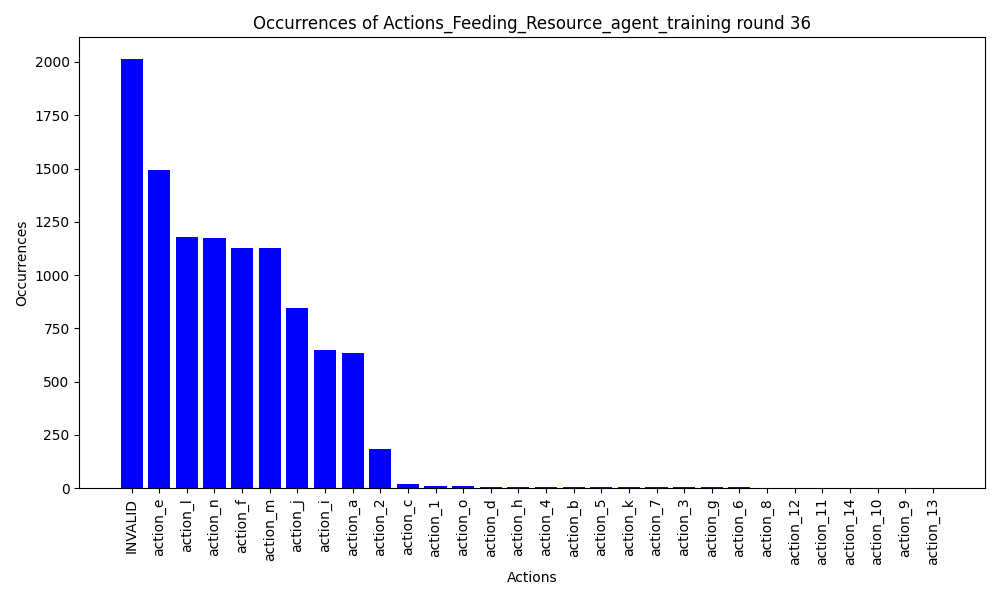 Occurrences of Actions_Feeding_Resource_agent_training round 36
2000
1750
1500
1250
1000
750
500
250
0
Occurrences
INVALID
action_e
action_l
action_n
action_f
action_m
action_j
action_i
action_a
action_2
action_c
action_1
action_o
action_d
action_h
action_4
action_b
action_5
action_k
action_7
action_3
action_g
action_6
action_8
action_12
action_11
action_14
action_10
action_9
action_13
Actions